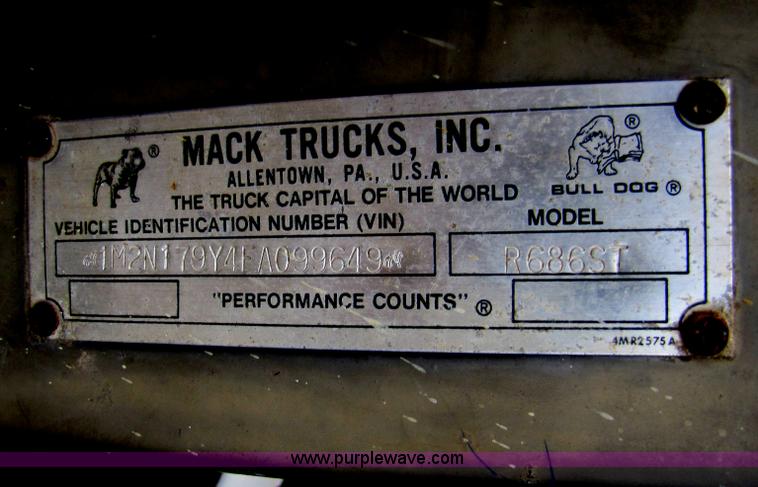 MACK TRUCKS, INC.
ALLENTOWN, PA., U.S.A.
THE TRUCK CAPITAL OF THE WORLD
® ®
BULL DOG ®
VEHICLE IDENTIFICATION NUMBER (VIN) MODEL
1M2N179Y4FA099649 R686ST
"PERFORMANCE COUNTS" ®
4MR2575A
www.purplewave.com